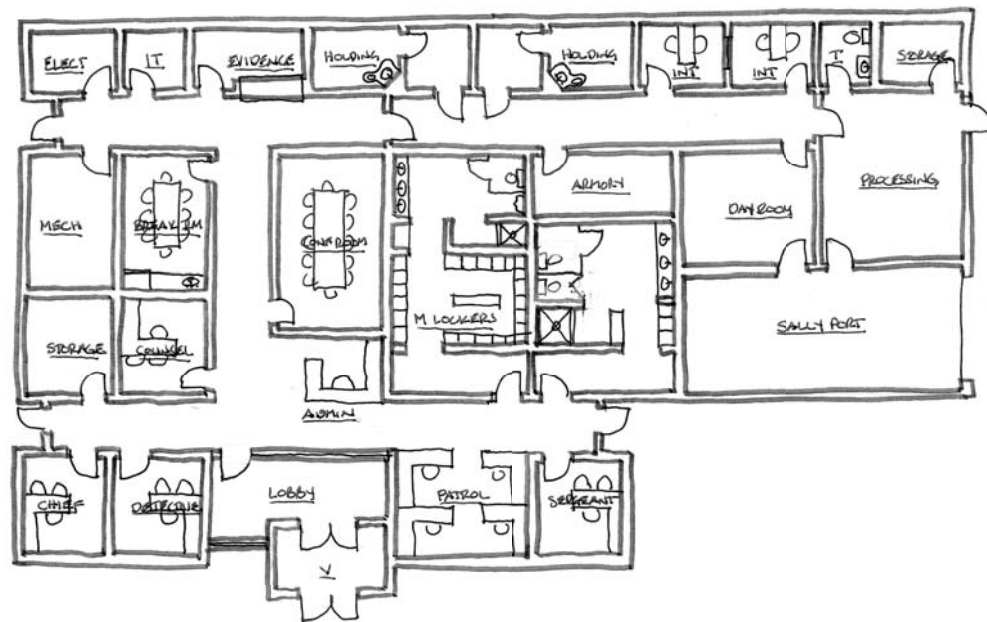 ELECT
IT
EVIDENCE
HOLDING
HOLDING
INT
INT
T
STORAGE
MECH
BREAK RM
CONF ROOM
ARMORY
DAYROOM
PROCESSING
STORAGE
COUNSEL
M LOCKERS
SALLY PORT
ADMIN
CHIEF
DETECTIVE
LOBBY
PATROL
SERGEANT
V